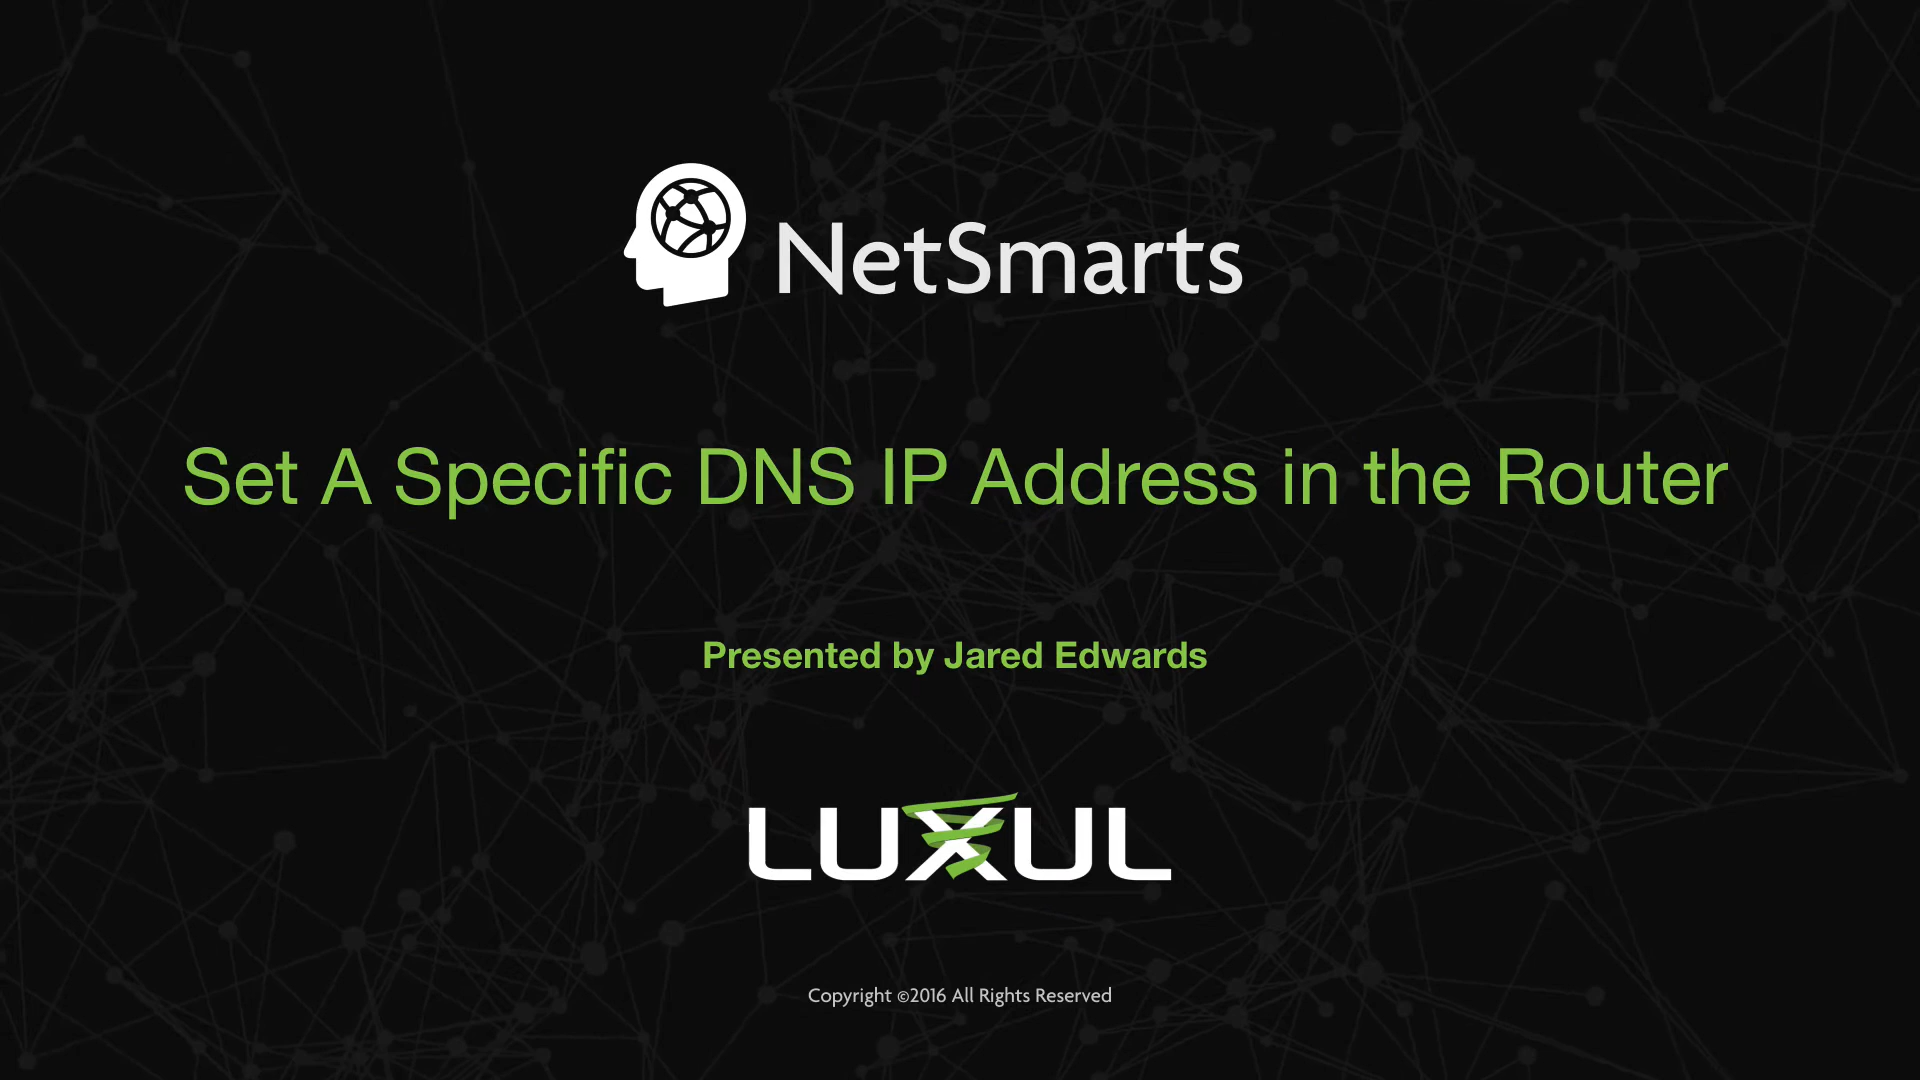 NetSmarts
Set A Specific DNS IP Address in the Router
Presented by Jared Edwards
LUXUL
Copyright ©2016 All Rights Reserved